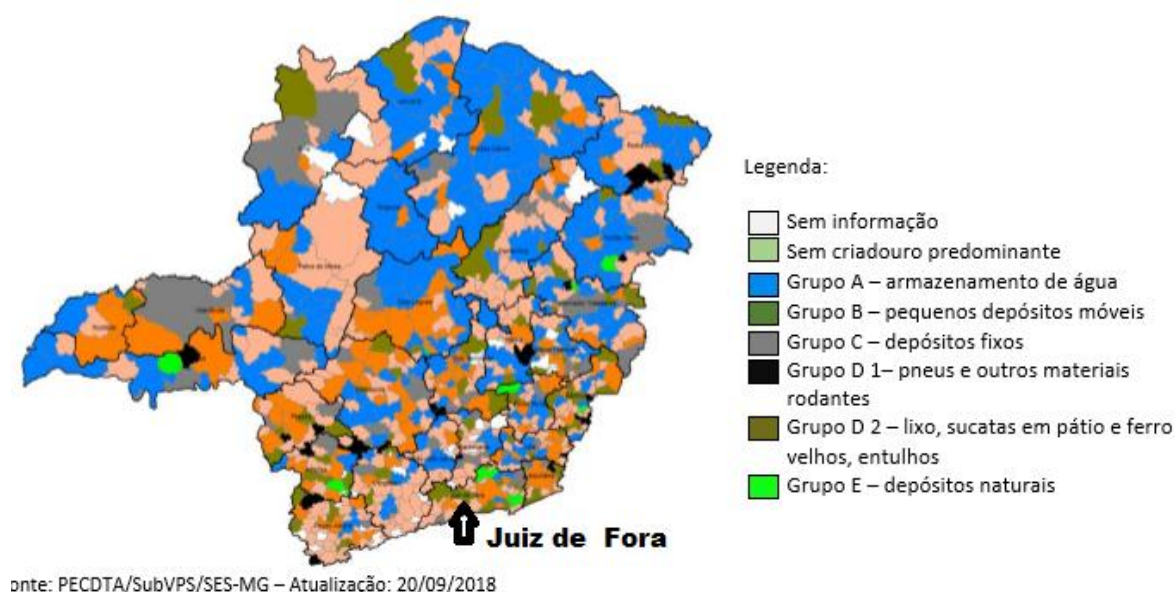 Legenda:
Sem informação
Sem criadouro predominante
Grupo A – armazenamento de água
Grupo B – pequenos depósitos móveis
Grupo C – depósitos fixos
Grupo D 1– pneus e outros materiais
rodantes
Grupo D 2 – lixo, sucatas em pátio e ferro
velhos, entulhos
Grupo E – depósitos naturais
Juiz de Fora
onte: PECDTA/SubVPS/SES-MG – Atualização: 20/09/2018